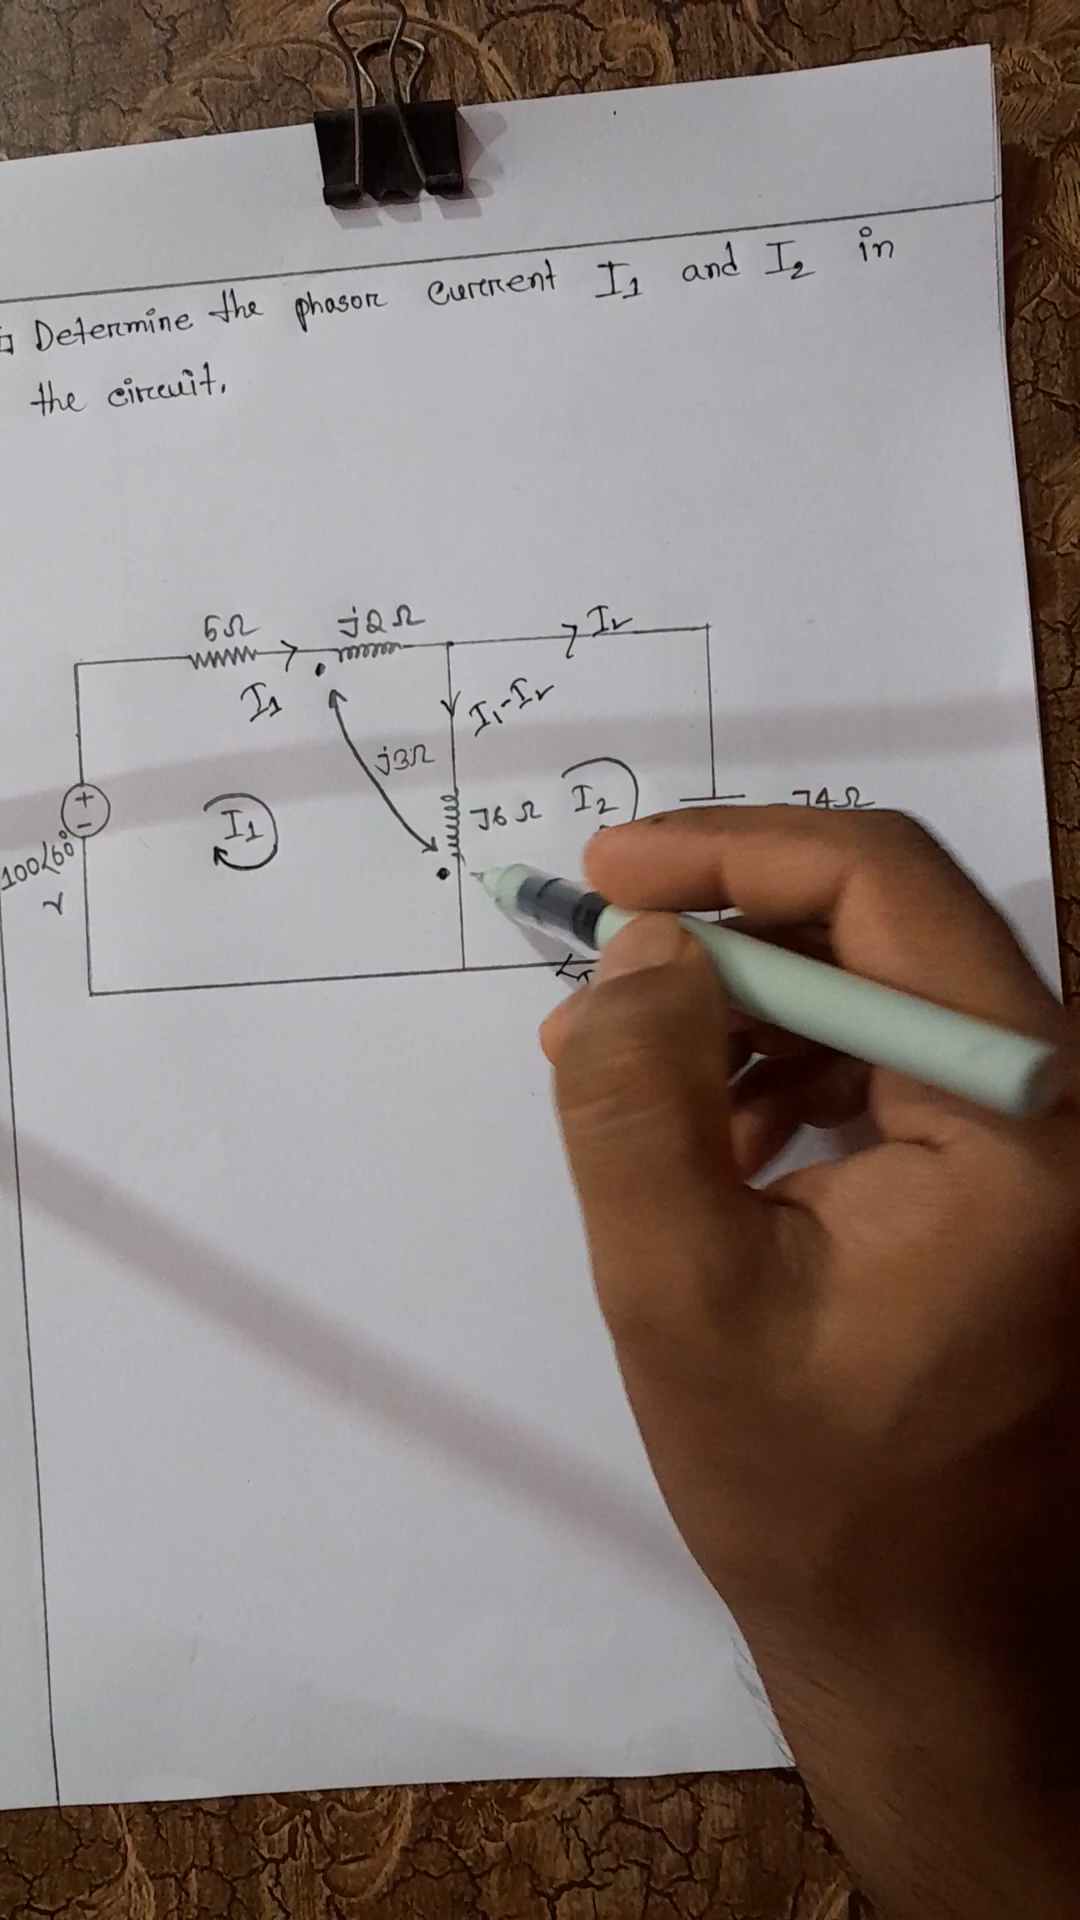 Determine the phasor current I₁ and I₂ in
the circuit.
5Ω
j2Ω
I₂
I₁
I₁-I₂
j3Ω
I₁
J6Ω
I₂
J4Ω
+
-
100∠60°
V